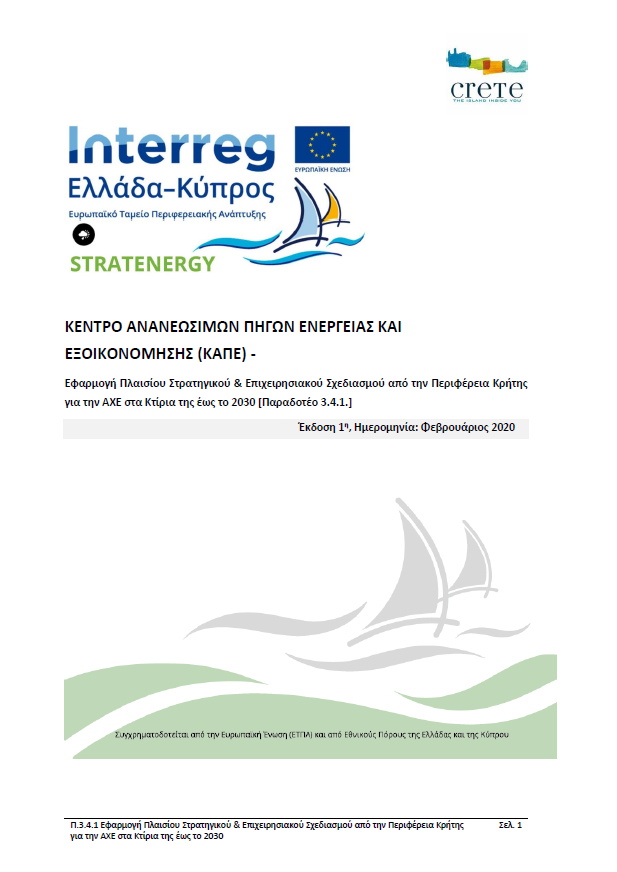 crete
THE ISLAND INSIDE YOU
Interreg
ΕΥΡΩΠΑΪΚΗ ΕΝΩΣΗ
Ελλάδα-Κύπρος
Ευρωπαϊκό Ταμείο Περιφερειακής Ανάπτυξης
STRATENERGY
ΚΕΝΤΡΟ ΑΝΑΝΕΩΣΙΜΩΝ ΠΗΓΩΝ ΕΝΕΡΓΕΙΑΣ ΚΑΙ
ΕΞΟΙΚΟΝΟΜΗΣΗΣ (ΚΑΠΕ) -
Εφαρμογή Πλαισίου Στρατηγικού & Επιχειρησιακού Σχεδιασμού από την Περιφέρεια Κρήτης
για την ΑΧΕ στα Κτίρια της έως το 2030 [Παραδοτέο 3.4.1.]
Έκδοση 1η, Ημερομηνία: Φεβρουάριος 2020
Συγχρηματοδοτείται από την Ευρωπαϊκή Ένωση (ΕΤΠΑ) και από Εθνικούς Πόρους της Ελλάδας και της Κύπρου
Π.3.4.1 Εφαρμογή Πλαισίου Στρατηγικού & Επιχειρησιακού Σχεδιασμού από την Περιφέρεια Κρήτης Σελ. 1
για την ΑΧΕ στα Κτίρια της έως το 2030